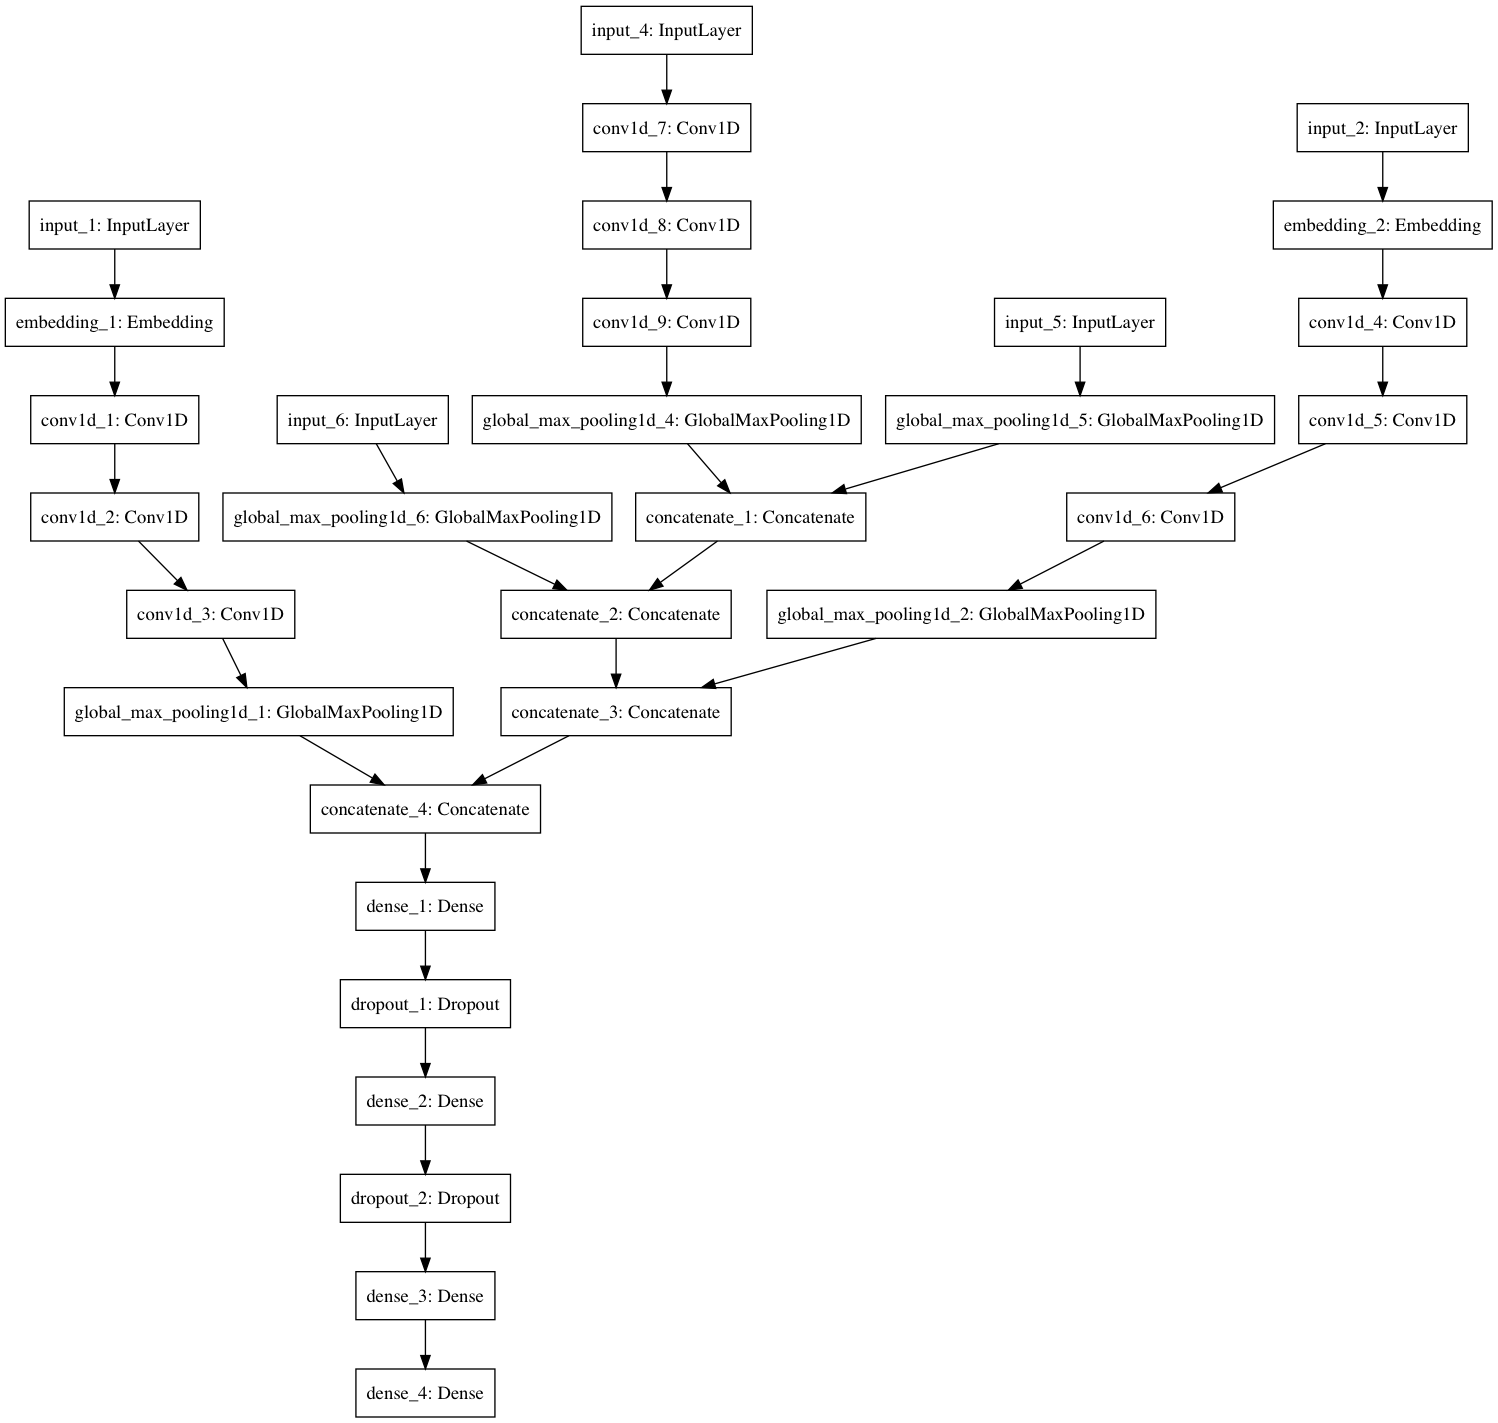 input_4: InputLayer
conv1d_7: Conv1D
input_2: InputLayer
input_1: InputLayer
conv1d_8: Conv1D
embedding_2: Embedding
embedding_1: Embedding
conv1d_9: Conv1D
input_5: InputLayer
conv1d_4: Conv1D
conv1d_1: Conv1D
input_6: InputLayer
global_max_pooling1d_4: GlobalMaxPooling1D
global_max_pooling1d_5: GlobalMaxPooling1D
conv1d_5: Conv1D
conv1d_2: Conv1D
global_max_pooling1d_6: GlobalMaxPooling1D
concatenate_1: Concatenate
conv1d_6: Conv1D
conv1d_3: Conv1D
concatenate_2: Concatenate
global_max_pooling1d_2: GlobalMaxPooling1D
global_max_pooling1d_1: GlobalMaxPooling1D
concatenate_3: Concatenate
concatenate_4: Concatenate
dense_1: Dense
dropout_1: Dropout
dense_2: Dense
dropout_2: Dropout
dense_3: Dense
dense_4: Dense